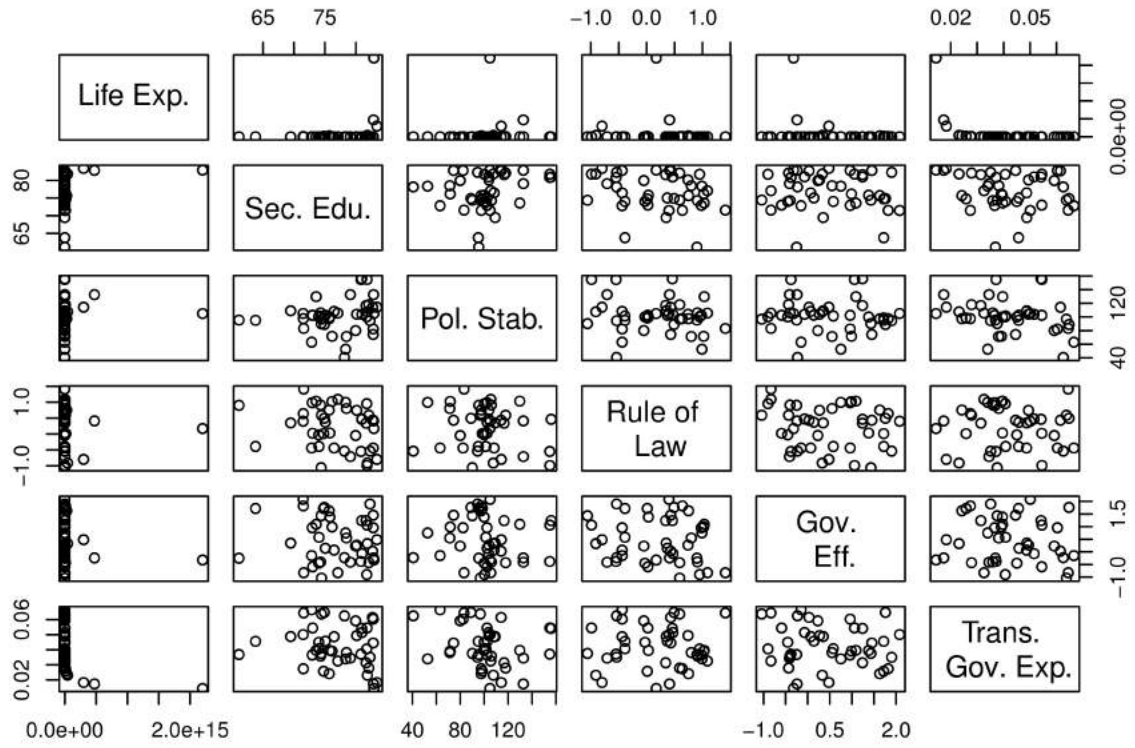 65 75 -1.0 0.0 1.0 0.02 0.05
Life Exp.
0.0e+00
80
65
Sec. Edu.
Pol. Stab.
120
40
1.0
-1.0
Rule of
Law
Gov.
Eff.
1.5
-1.0
0.06
0.02
Trans.
Gov. Exp.
0.0e+00 2.0e+15 40 80 120 -1.0 0.5 2.0